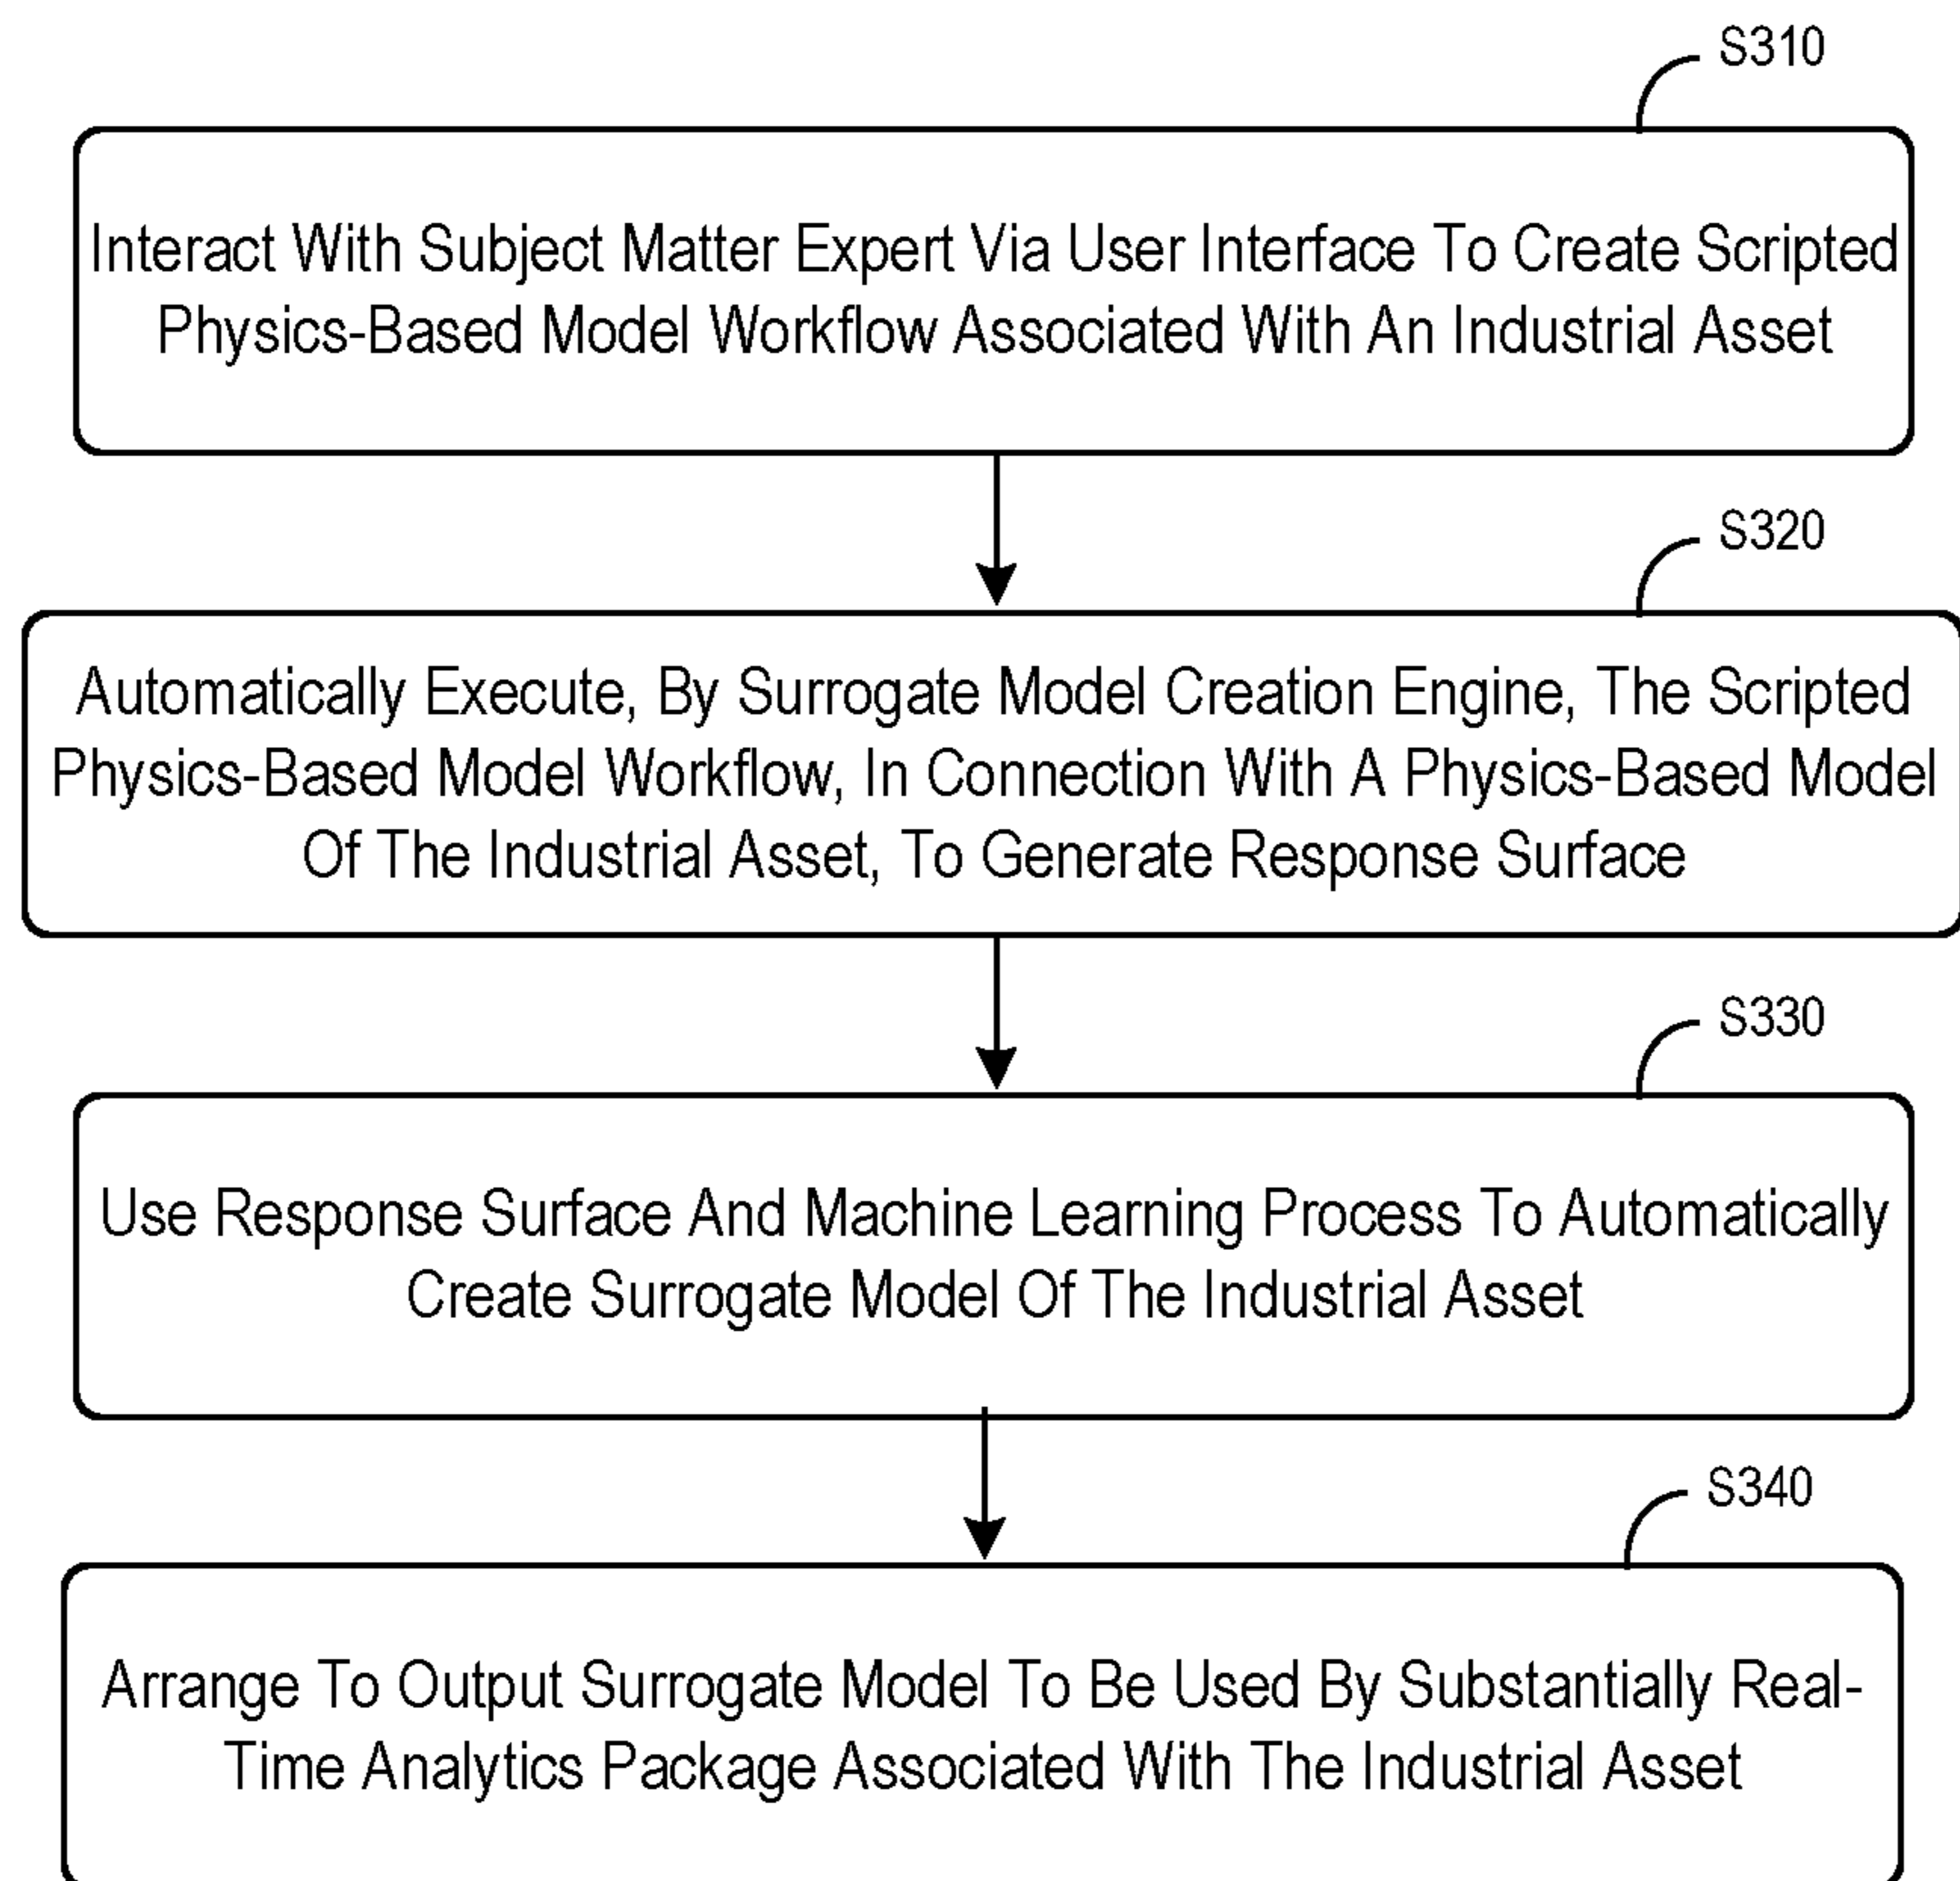 S310
Interact With Subject Matter Expert Via User Interface To Create Scripted
Physics-Based Model Workflow Associated With An Industrial Asset
S320
Automatically Execute, By Surrogate Model Creation Engine, The Scripted
Physics-Based Model Workflow, In Connection With A Physics-Based Model
Of The Industrial Asset, To Generate Response Surface
S330
Use Response Surface And Machine Learning Process To Automatically
Create Surrogate Model Of The Industrial Asset
S340
Arrange To Output Surrogate Model To Be Used By Substantially Real-
Time Analytics Package Associated With The Industrial Asset